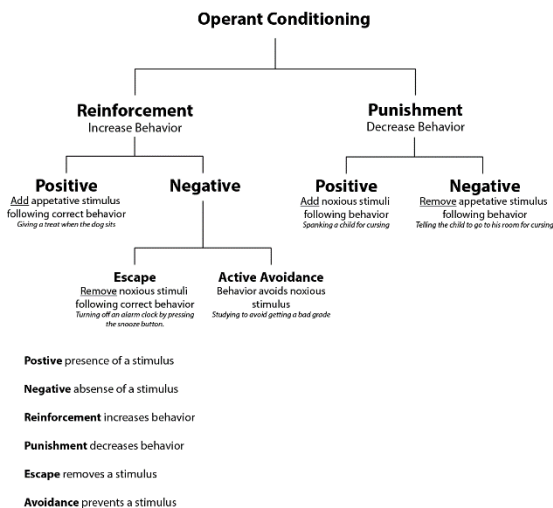 Operant Conditioning
Reinforcement
Increase Behavior
Punishment
Decrease Behavior
Positive
Add appetative stimulus
following correct behavior
Giving a treat when the dog sits
Negative
Positive
Add noxious stimuli
following behavior
Spanking a child for cursing
Negative
Remove appetative stimulus
following behavior
Telling the child to go to his room for cursing
Escape
Remove noxious stimuli
following correct behavior
Turning off an alarm clock by pressing
the snooze button.
Active Avoidance
Behavior avoids noxious
stimulus
Studying to avoid getting a bad grade
Postive presence of a stimulus
Negative absense of a stimulus
Reinforcement increases behavior
Punishment decreases behavior
Escape removes a stimulus
Avoidance prevents a stimulus